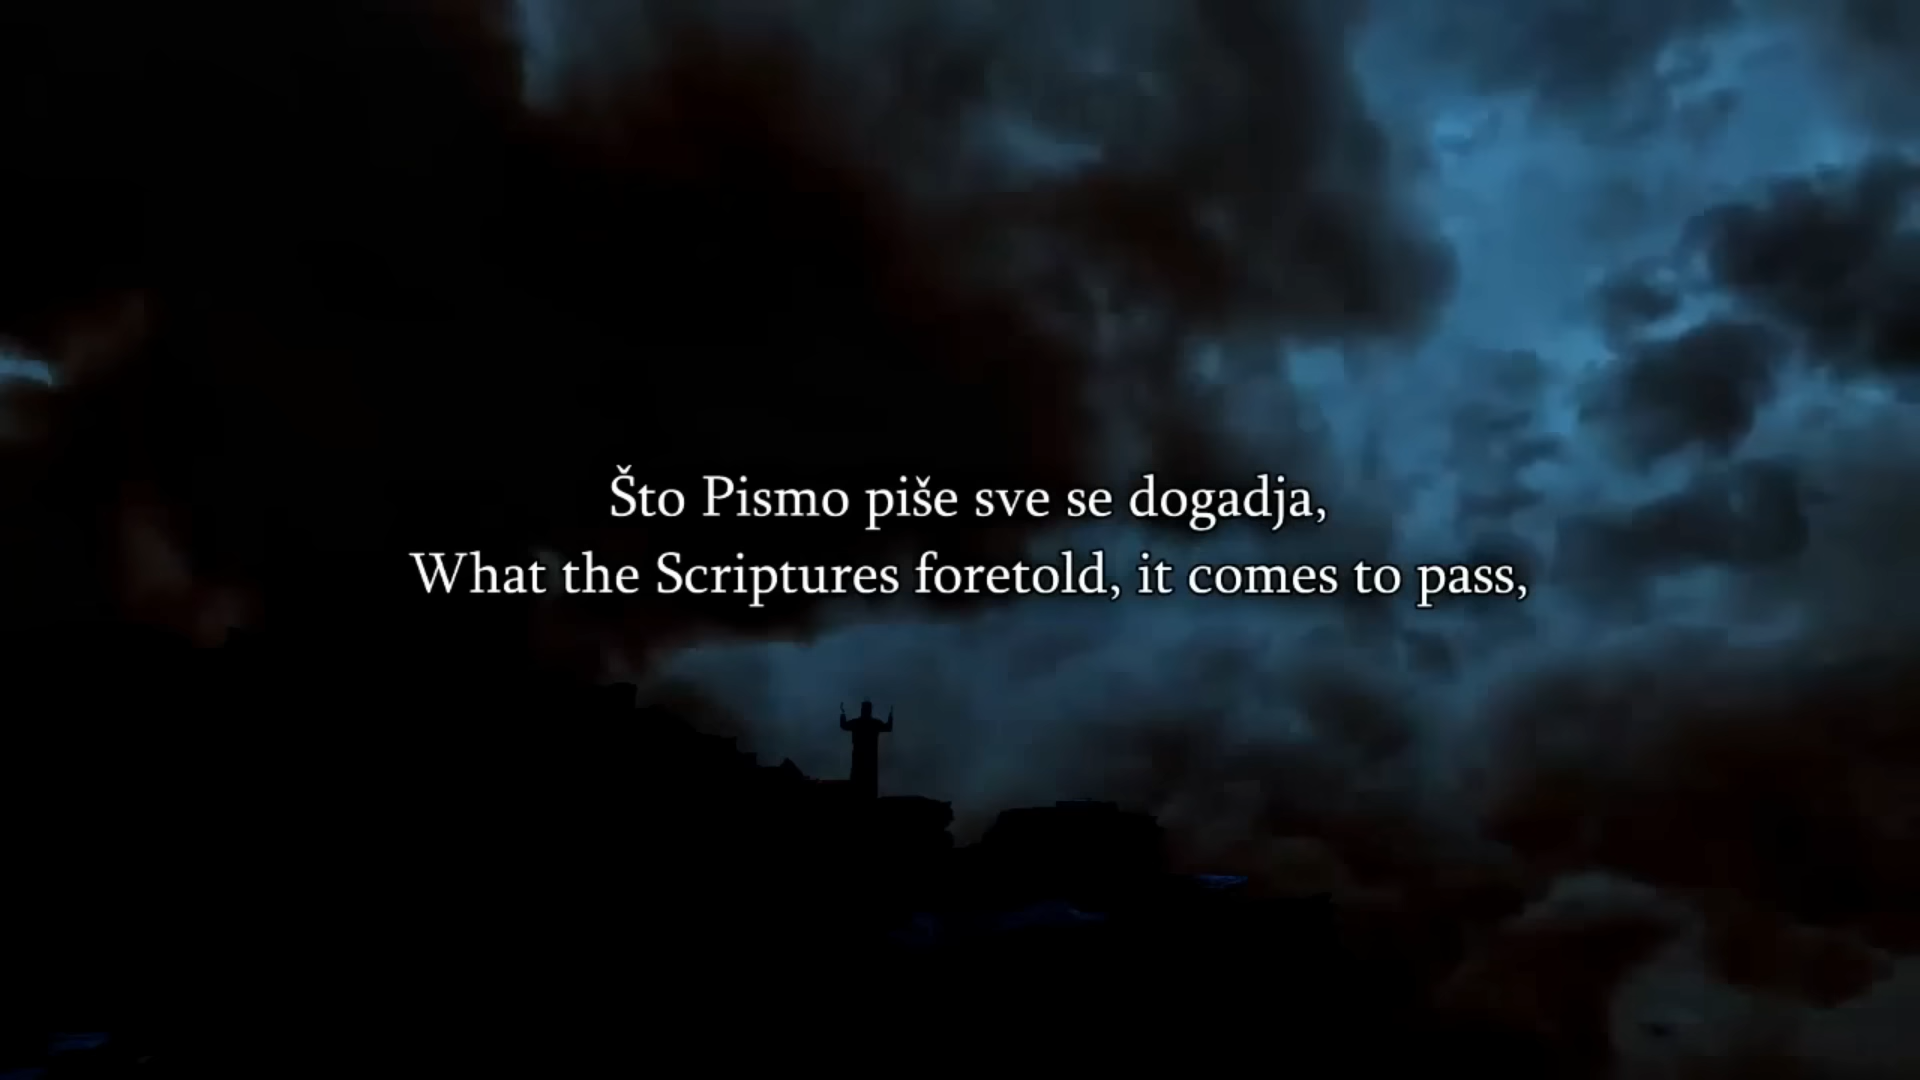 Što Pismo piše sve se dogadja,
What the Scriptures foretold, it comes to pass,